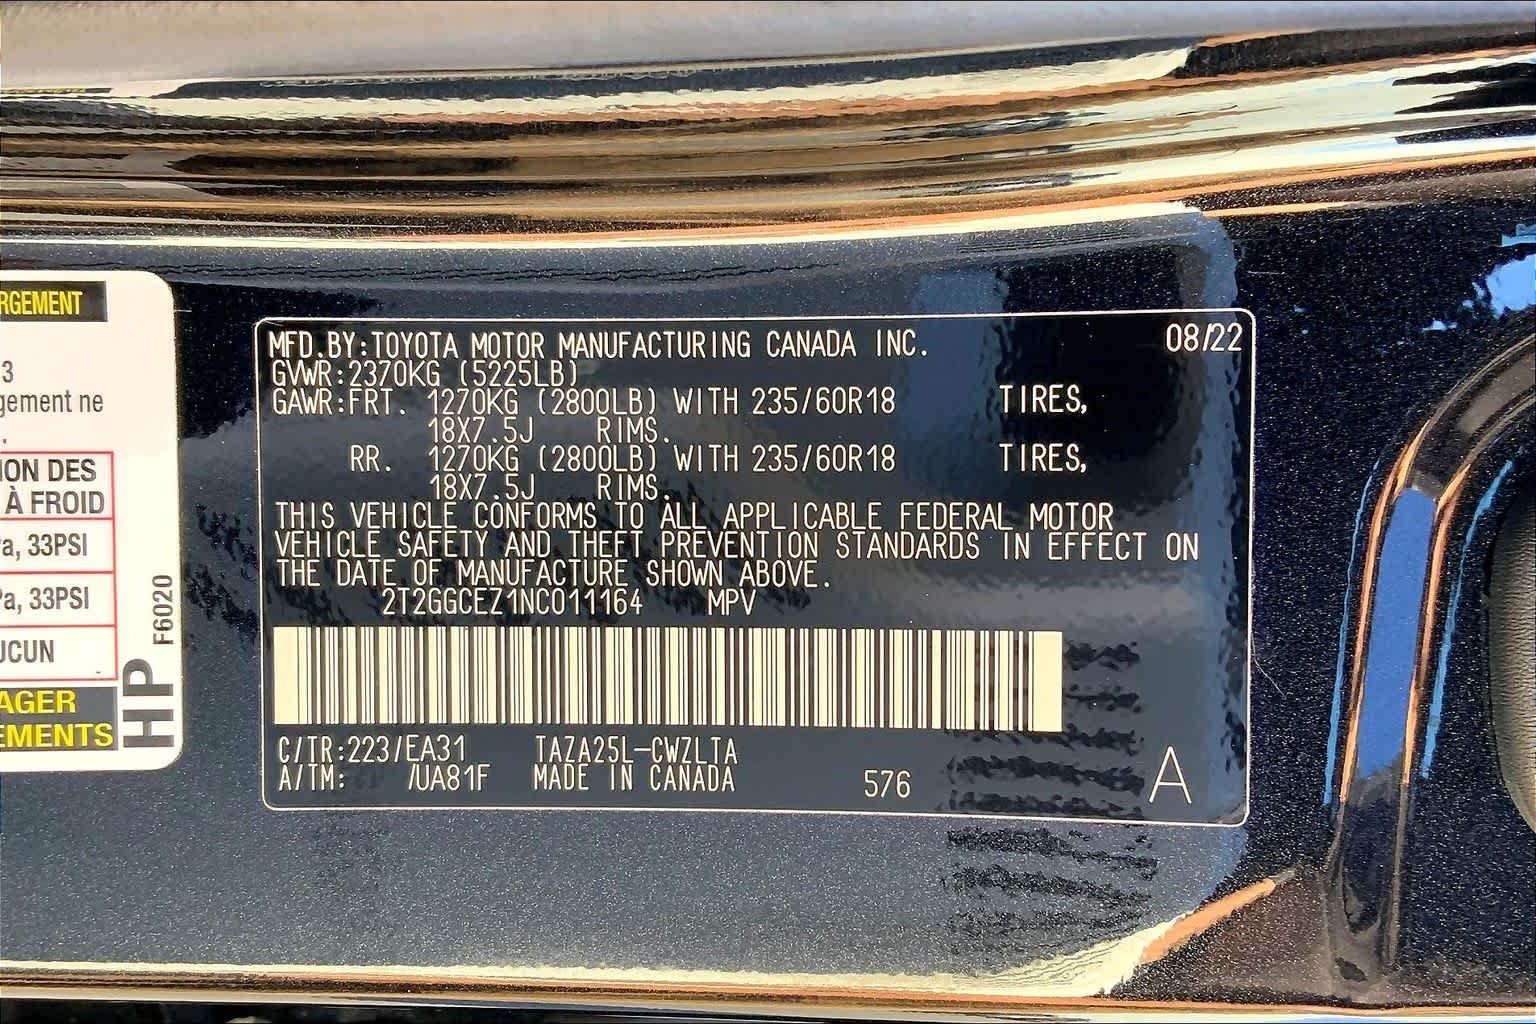 RGEMENT
3
gement ne
.
ION DES
À FROID
a, 33PSI
Pa, 33PSI
UCUN
AGER
EMENTS
HP F6020
MFD.BY:TOYOTA MOTOR MANUFACTURING CANADA INC. 08/22
GVWR:2370KG (5225LB)
GAWR:FRT. 1270KG (2800LB) WITH 235/60R18 TIRES,
18X7.5J RIMS.
RR. 1270KG (2800LB) WITH 235/60R18 TIRES,
18X7.5J RIMS.
THIS VEHICLE CONFORMS TO ALL APPLICABLE FEDERAL MOTOR
VEHICLE SAFETY AND THEFT PREVENTION STANDARDS IN EFFECT ON
THE DATE OF MANUFACTURE SHOWN ABOVE.
2T2GGCEZ1NC011164 MPV
C/TR:223/EA31 TAZA25L-CWZLTA
A/TM: /UA81F MADE IN CANADA 576 A